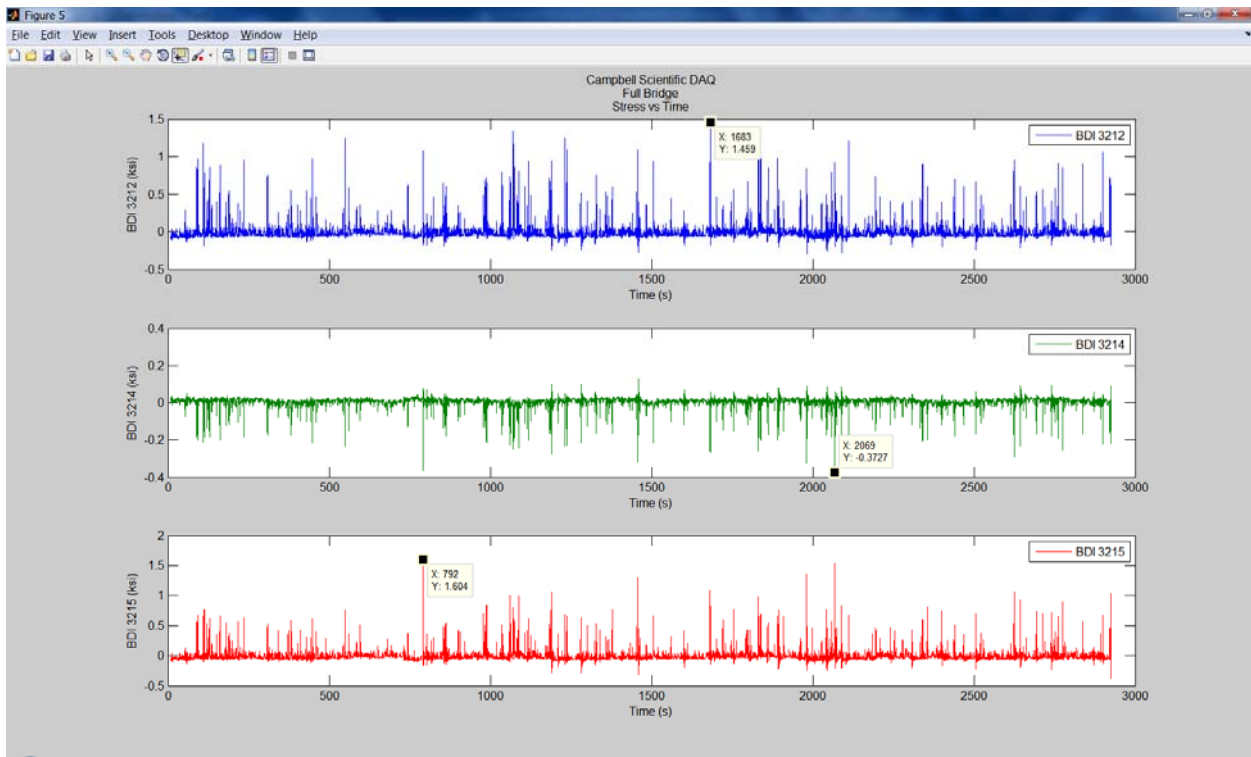 Figure 5
File Edit View Insert Tools Desktop Window Help
Campbell Scientific DAQ
Full Bridge
Stress vs Time
BDI 3212 (ksi)
1.5
1
0.5
0
-0.5
X: 1683
Y: 1.459
BDI 3212
0 500 1000 1500 2000 2500 3000
Time (s)
BDI 3214 (ksi)
0.4
0.2
0
-0.2
-0.4
BDI 3214
X: 2069
Y: -0.3727
0 500 1000 1500 2000 2500 3000
Time (s)
BDI 3215 (ksi)
2
1.5
1
0.5
0
-0.5
X: 792
Y: 1.604
BDI 3215
0 500 1000 1500 2000 2500 3000
Time (s)